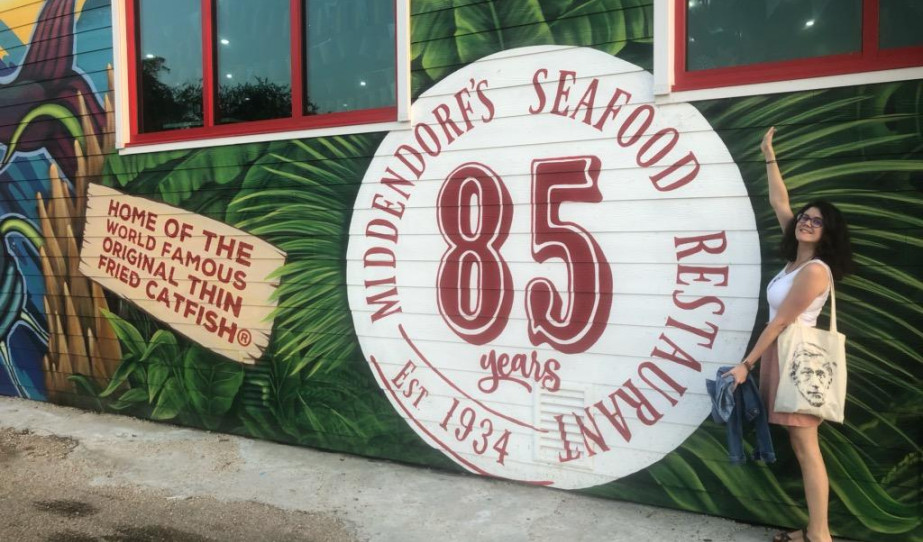 HOME OF THE
WORLD FAMOUS
ORIGINAL THIN
FRIED CATFISH®
MIDDENDORF'S SEAFOOD RESTAURANT
85
years
EST 1934